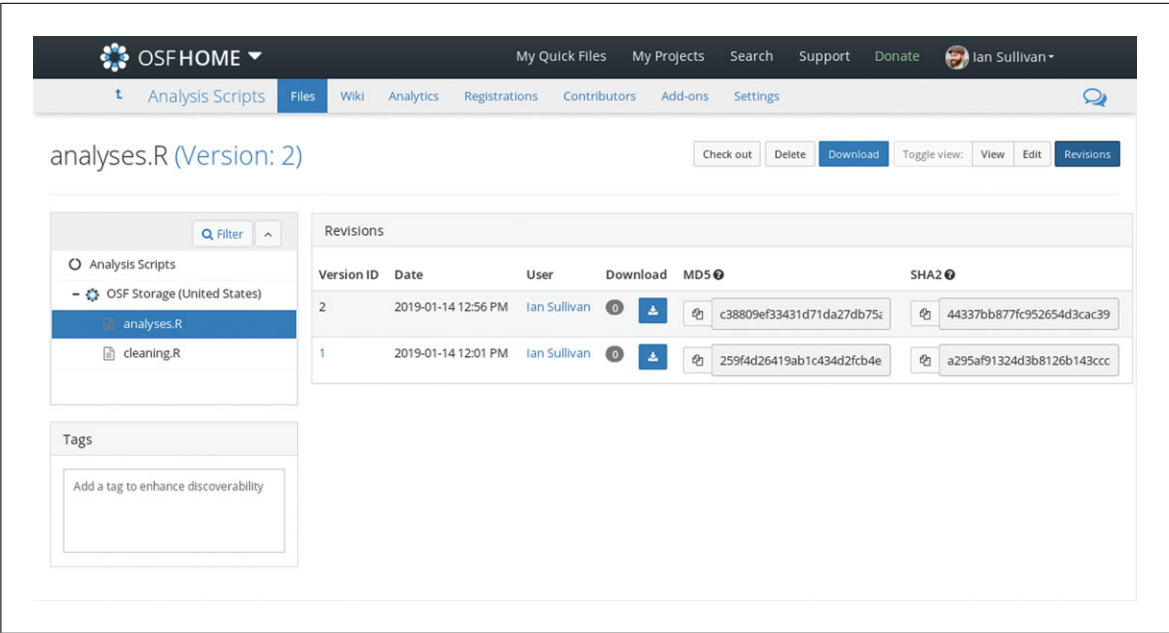 OSFHOME My Quick Files My Projects Search Support Donate Ian Sullivan
Analysis Scripts Files Wiki Analytics Registrations Contributors Add-ons Settings
analyses.R (Version: 2) Check out Delete Download Toggle view: View Edit Revisions
Filter
Analysis Scripts
OSF Storage (United States)
analyses.R
cleaning.R
Tags
Add a tag to enhance discoverability
Revisions
Version ID Date User Download MD5 SHA2
2 2019-01-14 12:56 PM Ian Sullivan 0 c38809ef33431d71da27db75a 44337bb877fc952654d3cac39
1 2019-01-14 12:01 PM Ian Sullivan 0 259f4d26419ab1c434d2fcb4e a295af91324d3b8126b143ccc